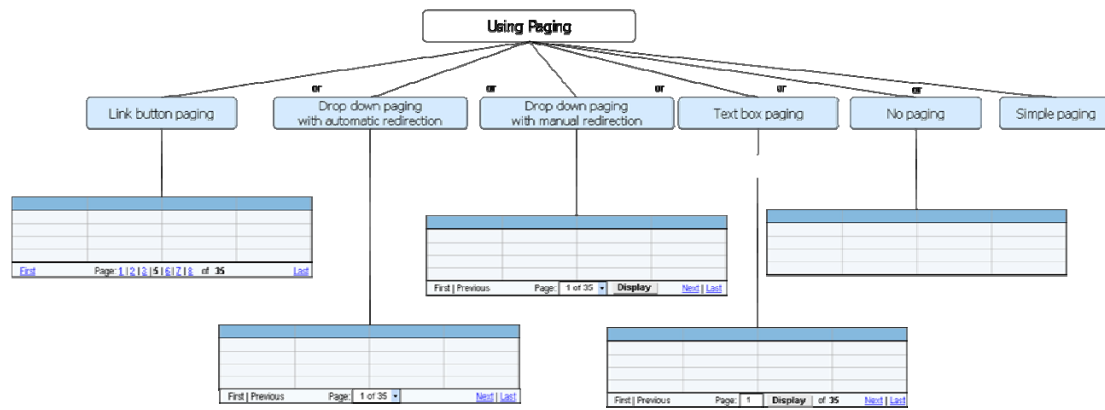 Using Paging
or
or
or
or
or
Link button paging
Drop down paging
with automatic redirection
Drop down paging
with manual redirection
Text box paging
No paging
Simple paging
First Page: 1 | 2 | 3 | 5 | 6 | 7 | 8 of 35 Last
First | Previous Page: 1 of 35 Display Next | Last
First | Previous Page: 1 of 35 Next | Last
First | Previous Page: 1 Display of 35 Next | Last